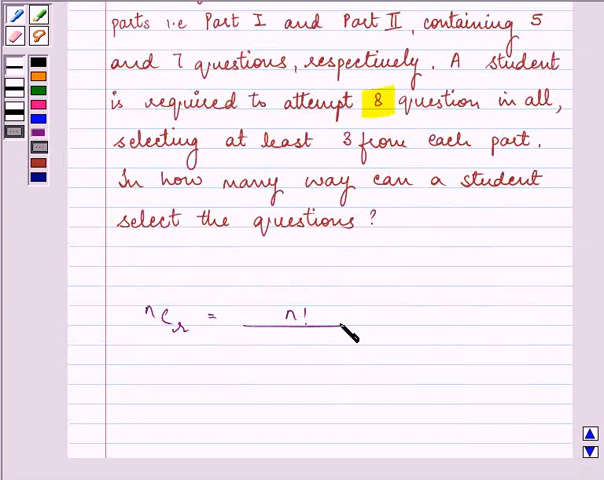 parts i.e Part I and Part II, containing 5
and 7 questions, respectively. A student
is required to attempt 8 question in all,
selecting at least 3 from each part.
In how many way can a student
select the questions?
ⁿCᵣ = n!